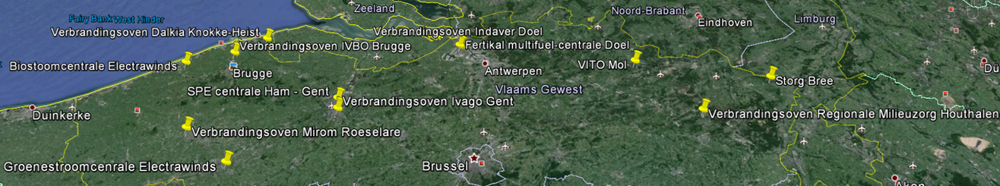 Zeeland
Noord-Brabant
Fairy Bank
West Hinder
Limburg
Eindhoven
Verbrandingsoven Dalkia Knokke-Heist
Verbrandingsoven Indaver Doel
Verbrandingsoven IVBO Brugge
Fertikal multifuel-centrale Doel
Biostoomcentrale Electrawinds
VITO Mol
Dü
Brugge
Antwerpen
Storg Bree
SPE centrale Ham - Gent
Vlaams Gewest
Verbrandingsoven Ivago Gent
Duinkerke
Verbrandingsoven Regionale Milieuzorg Houthalen
Verbrandingsoven Mirom Roeselare
Groenestroomcenrale Electrawinds
Brussel
Aken